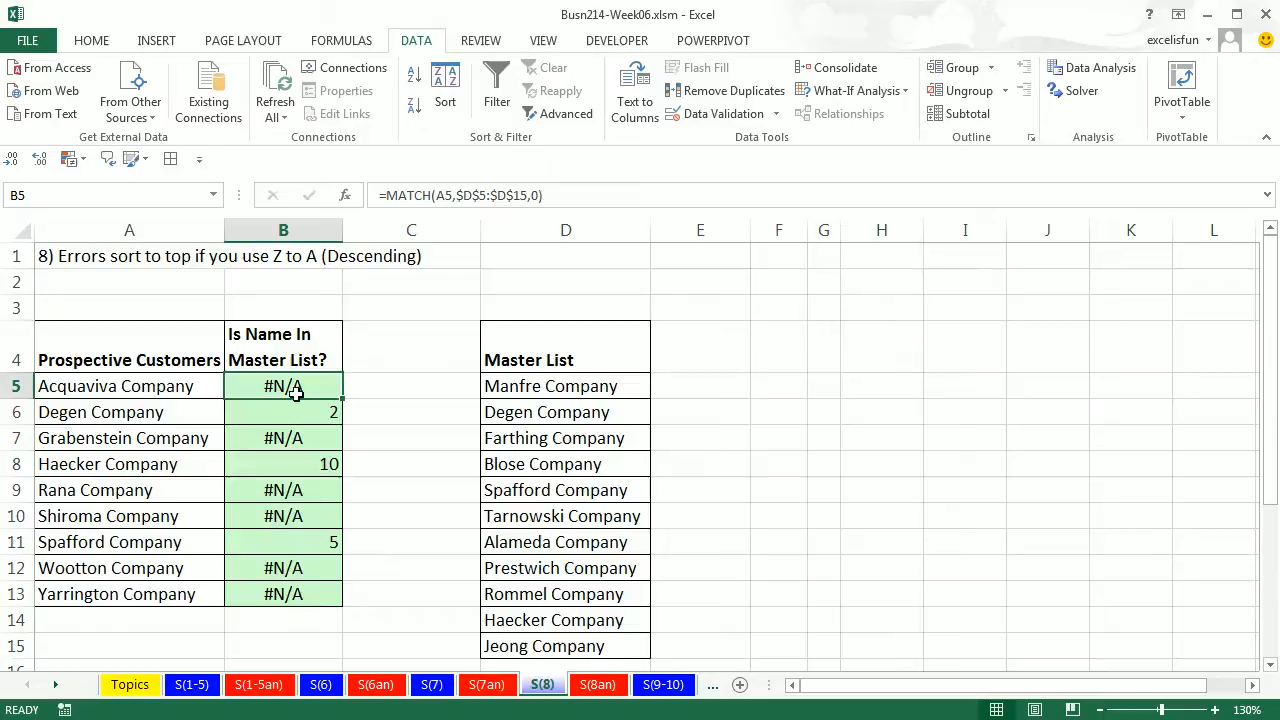 Busn214-Week06.xlsm - Excel
FILE HOME INSERT PAGE LAYOUT FORMULAS DATA REVIEW VIEW DEVELOPER POWERPIVOT excelisfun
From Access
From Web
From Text
From Other Sources
Existing Connections
Get External Data
Refresh All
Connections
Properties
Edit Links
Connections
Sort
Filter
Clear
Reapply
Advanced
Sort & Filter
Text to Columns
Flash Fill
Remove Duplicates
Data Validation
Consolidate
What-If Analysis
Relationships
Data Tools
Group
Ungroup
Subtotal
Outline
Data Analysis
Solver
Analysis
PivotTable
PivotTable
B5 fx =MATCH(A5,$D$5:$D$15,0)
A B C D E F G H I J K L
1 8) Errors sort to top if you use Z to A (Descending)
2
3
4 Prospective Customers Is Name In Master List? Master List
5 Acquaviva Company #N/A Manfre Company
6 Degen Company 2 Degen Company
7 Grabenstein Company #N/A Farthing Company
8 Haecker Company 10 Blose Company
9 Rana Company #N/A Spafford Company
10 Shiroma Company #N/A Tarnowski Company
11 Spafford Company 5 Alameda Company
12 Wootton Company #N/A Prestwich Company
13 Yarrington Company #N/A Rommel Company
14 Haecker Company
15 Jeong Company
Topics S(1-5) S(1-5an) S(6) S(6an) S(7) S(7an) S(8) S(8an) S(9-10) ...
READY 130%